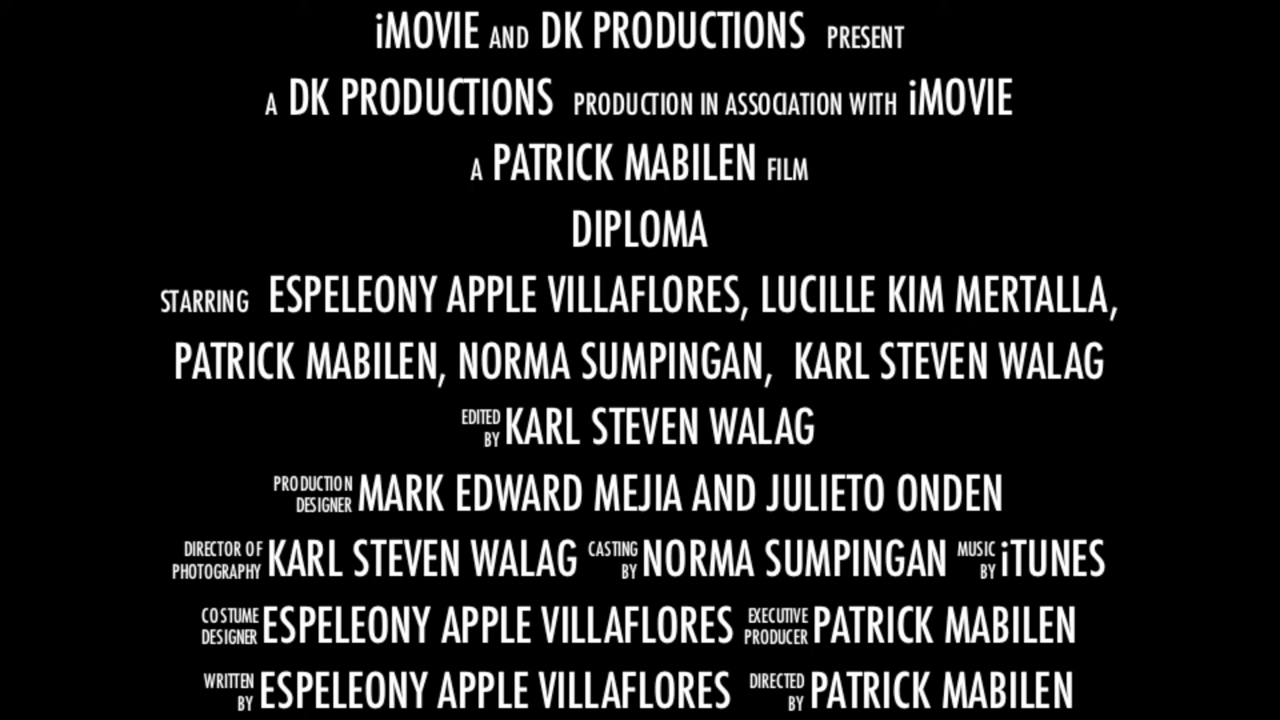 iMOVIE AND DK PRODUCTIONS PRESENT
A DK PRODUCTIONS PRODUCTION IN ASSOCIATION WITH iMOVIE
A PATRICK MABILEN FILM
DIPLOMA
STARRING ESPELEONY APPLE VILLAFLORES, LUCILLE KIM MERTALLA,
PATRICK MABILEN, NORMA SUMPINGAN, KARL STEVEN WALAG
EDITED BY KARL STEVEN WALAG
PRODUCTION DESIGNER MARK EDWARD MEJIA AND JULIETO ONDEN
DIRECTOR OF PHOTOGRAPHY KARL STEVEN WALAG CASTING BY NORMA SUMPINGAN MUSIC BY iTUNES
COSTUME DESIGNER ESPELEONY APPLE VILLAFLORES EXECUTIVE PRODUCER PATRICK MABILEN
WRITTEN BY ESPELEONY APPLE VILLAFLORES DIRECTED BY PATRICK MABILEN